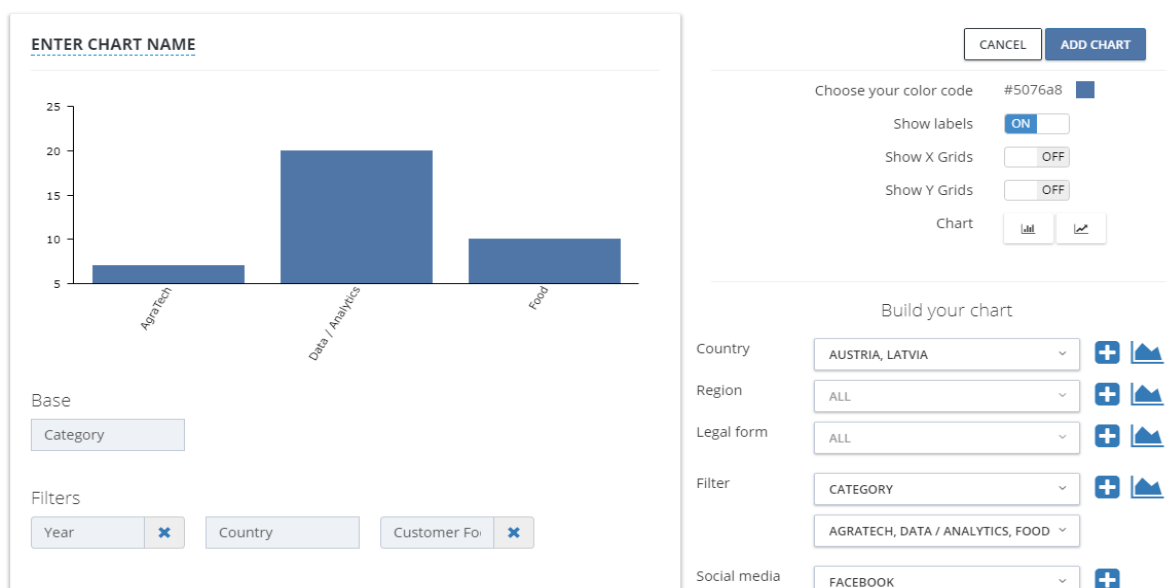 ENTER CHART NAME
25
20
15
10
5
AgraTech
Data / Analytics
Food
Base
Category
Filters
Year
Country
Customer Fo
CANCEL
ADD CHART
Choose your color code #5076a8
Show labels ON
Show X Grids OFF
Show Y Grids OFF
Chart
Build your chart
Country AUSTRIA, LATVIA
Region ALL
Legal form ALL
Filter CATEGORY
AGRATECH, DATA / ANALYTICS, FOOD
Social media FACEBOOK